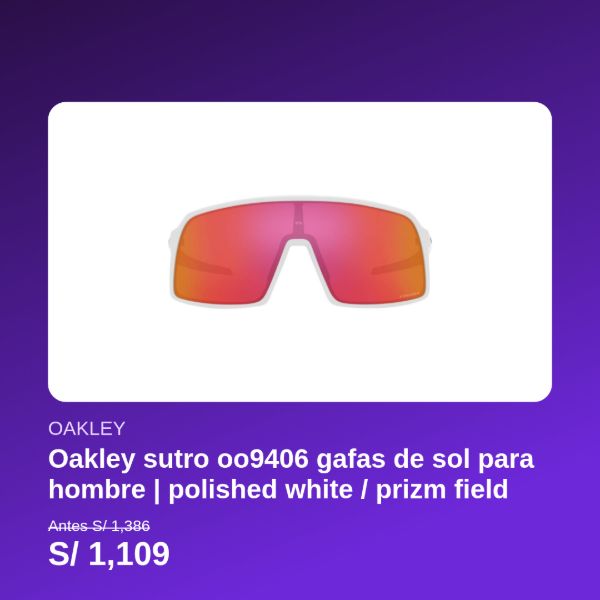 OAKLEY
Oakley sutro oo9406 gafas de sol para
hombre | polished white / prizm field
Antes S/ 1,386
S/ 1,109